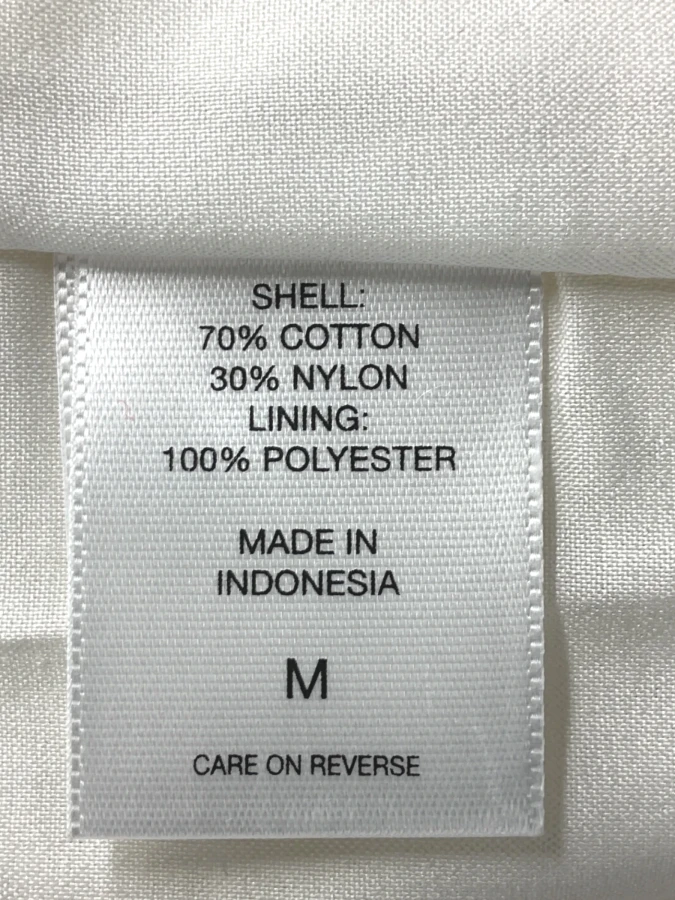 SHELL:
70% COTTON
30% NYLON
LINING:
100% POLYESTER
MADE IN
INDONESIA
M
CARE ON REVERSE